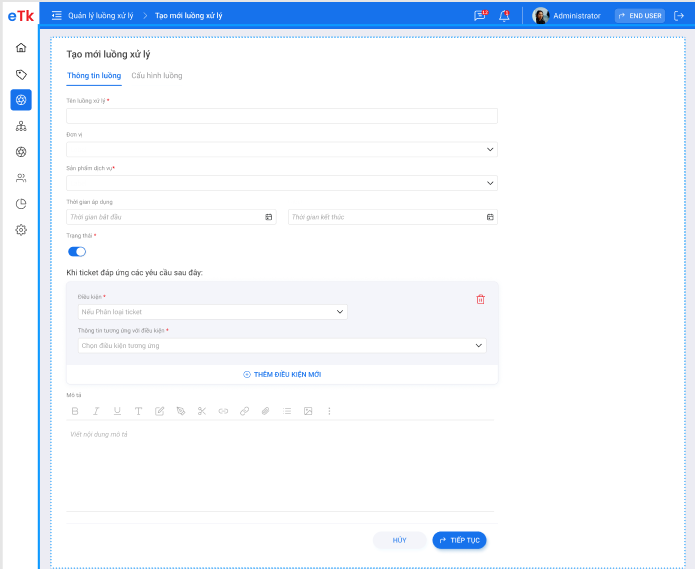 eTk
Quản lý luồng xử lý > Tạo mới luồng xử lý
Administrator
END USER
Tạo mới luồng xử lý
Thông tin luồng Cấu hình luồng
Tên luồng xử lý *
Đơn vị
Sản phẩm dịch vụ*
Thời gian áp dụng
Thời gian bắt đầu Thời gian kết thúc
Trạng thái *
Khi ticket đáp ứng các yêu cầu sau đây:
Điều kiện *
Nếu Phân loại ticket
Thông tin tương ứng với điều kiện *
Chọn điều kiện tương ứng
THÊM ĐIỀU KIỆN MỚI
Mô tả
B I U T
Viết nội dung mô tả
HỦY TIẾP TỤC